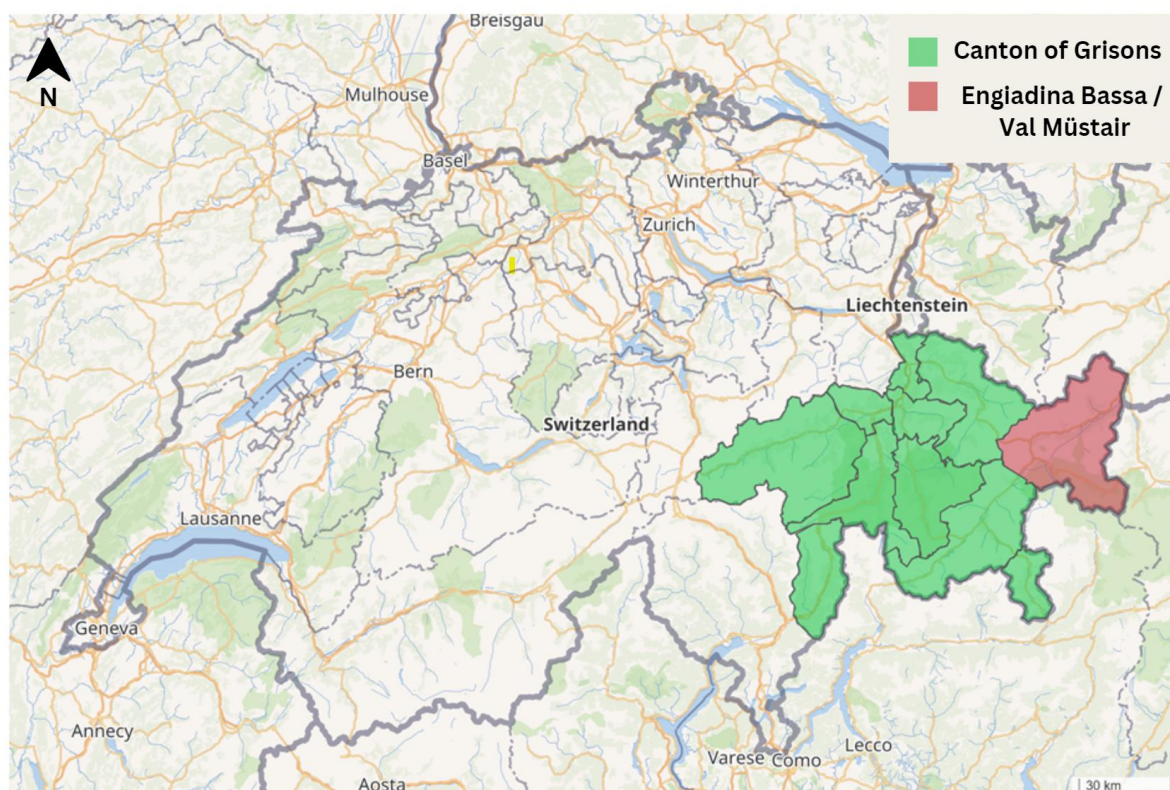 Breisgau
Canton of Grisons
Engiadina Bassa /
Val Müstair
N
Mulhouse
Basel
Winterthur
Zurich
Liechtenstein
Bern
Switzerland
Lausanne
Geneva
Annecy
Varese
Como
Lecco
Aosta
30 km